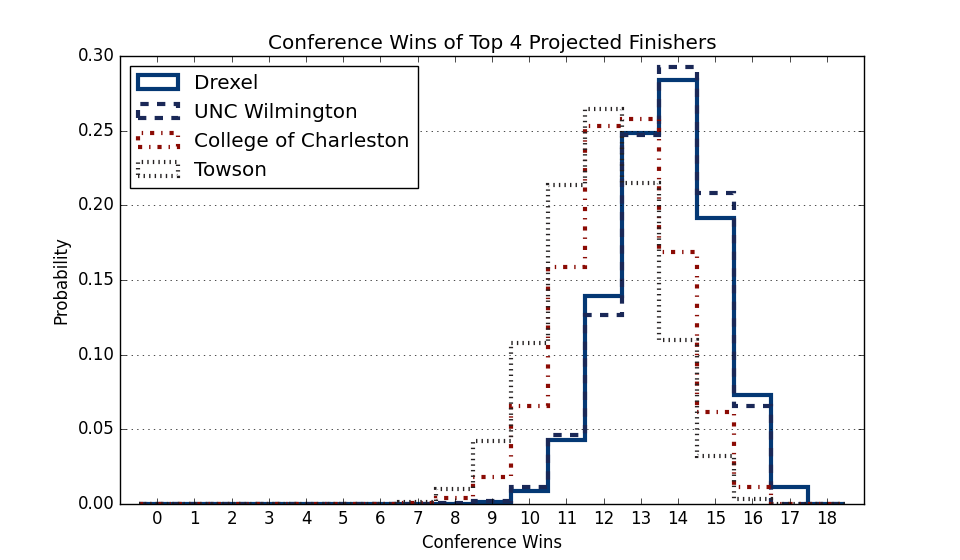 Conference Wins of Top 4 Projected Finishers
0.30
0.25
0.20
0.15
0.10
0.05
0.00
Probability
Drexel
UNC Wilmington
College of Charleston
Towson
0 1 2 3 4 5 6 7 8 9 10 11 12 13 14 15 16 17 18
Conference Wins